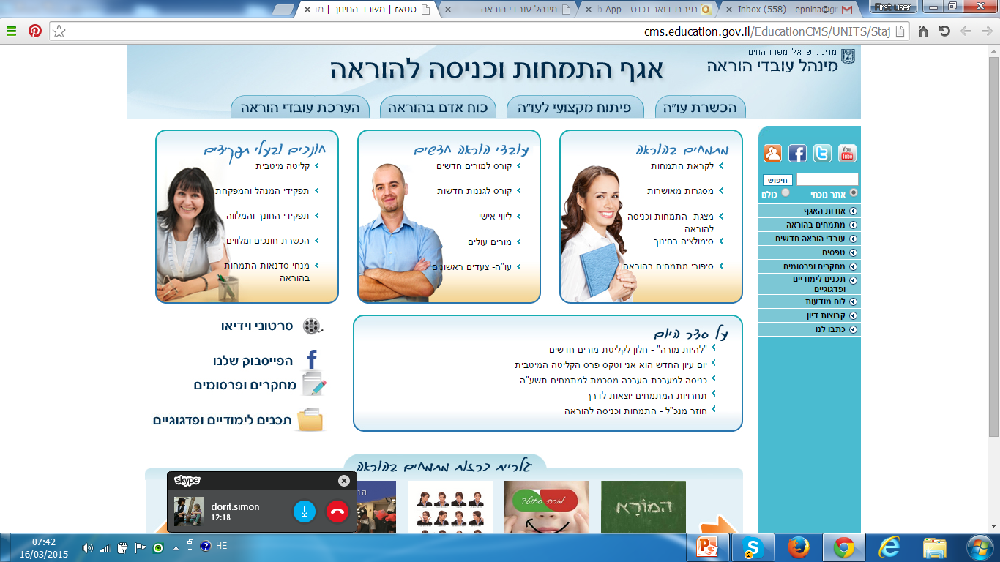 סטאז | משרד החינוך | מ
מינהל עובדי הוראה
תיבת דואר נכנס - b App
Inbox (558) - epnina@gr
First user
cms.education.gov.il/EducationCMS/UNITS/Staj
מדינת ישראל, משרד החינוך
מינהל עובדי הוראה
אגף התמחות וכניסה להוראה
הכשרת עו"ה
פיתוח מקצועי לעו"ה
כוח אדם בהוראה
הערכת עובדי הוראה
You Tube
חיפוש
אתר נוכחי
כולם
אודות האגף
מתמחים בהוראה
עובדי הוראה חדשים
טפסים
מחקרים ופרסומים
תכנים לימודיים
ופדגוגיים
לוח מודעות
קבוצות דיון
כתבו לנו
מתמחים בהוראה
לקראת התמחות
מסגרות מאושרות
מצגת- התמחות וכניסה
להוראה
סימולציה בחינוך
סיפורי מתמחים בהוראה
עובדי הוראה חדשים
קורס למורים חדשים
קורס לגננות חדשות
ליווי אישי
מורים עולים
עו"ה- צעדים ראשונים
חונכים ובעלי תפקידים
קליטה מיטבית
תפקידי המנהל והמפקחת
תפקידי החונך והמלווה
הכשרת חונכים ומלווים
מנחי סדנאות התמחות
בהוראה
על סדר היום
"להיות מורה" - חלון לקליטת מורים חדשים
יום עיון החדש הוא אני וטקס פרס הקליטה המיטבית
כניסה למערכת הערכה מסכמת למתמחים תשע"ה
תחרויות המתמחים יוצאות לדרך
חוזר מנכ"ל - התמחות וכניסה להוראה
סרטוני וידיאו
הפייסבוק שלנו
מחקרים ופרסומים
תכנים לימודיים ופדגוגיים
גלריית כרזות מתמחים בהוראה
הַמּוֹרָא
מורה סחוט?
skype
dorit.simon
12:18
07:42
16/03/2015
HE
2